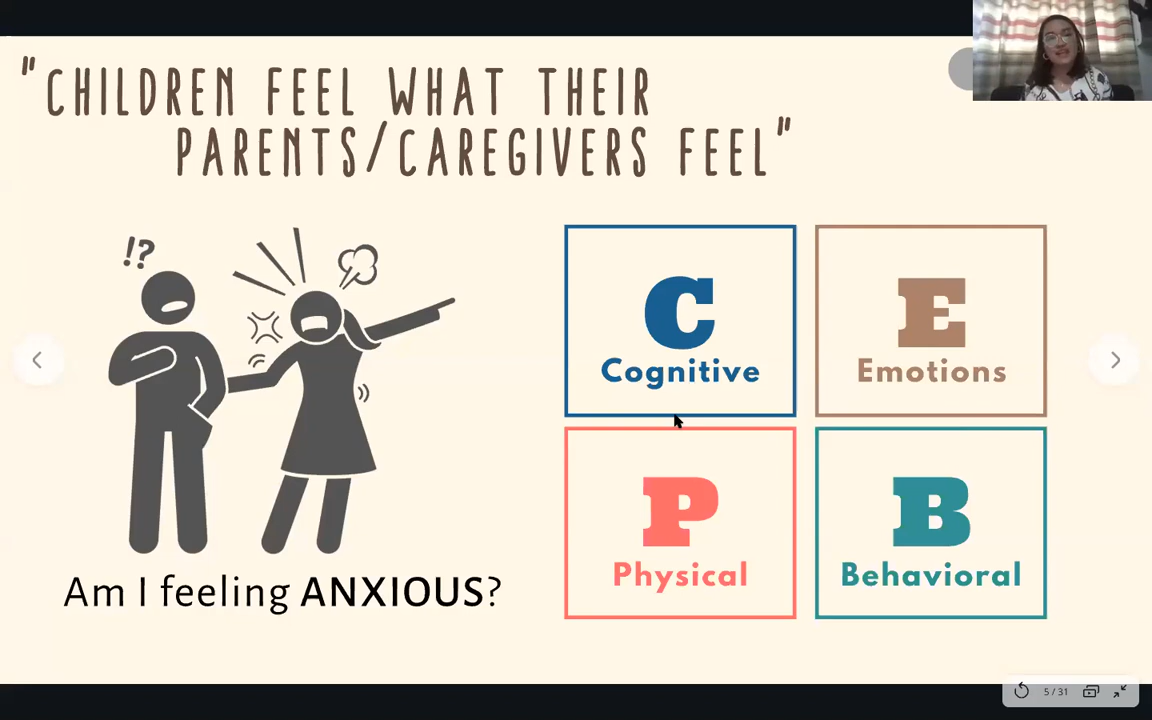 "CHILDREN FEEL WHAT THEIR
PARENTS/CAREGIVERS FEEL"
!?
C
Cognitive
E
Emotions
P
Physical
B
Behavioral
Am I feeling ANXIOUS?
5 / 31